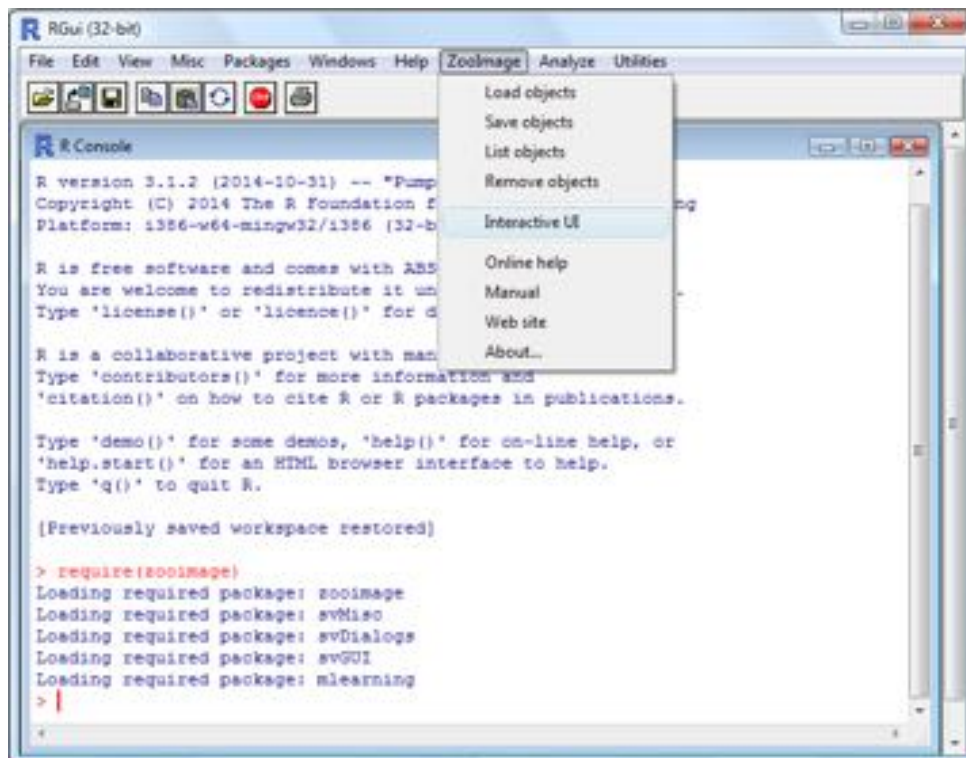 RGui (32-bit)
File Edit View Misc Packages Windows Help ZooImage Analyze Utilities
Load objects
Save objects
List objects
Remove objects
Interactive UI
Online help
Manual
Web site
About...
STOP
R Console
R version 3.1.2 (2014-10-31) -- "Pump
Copyright (C) 2014 The R Foundation f ng
Platform: i386-w64-mingw32/i386 (32-b
R is free software and comes with ABS
You are welcome to redistribute it un .
Type 'license()' or 'licence()' for d
R is a collaborative project with man
Type 'contributors()' for more information and
'citation()' on how to cite R or R packages in publications.
Type 'demo()' for some demos, 'help()' for on-line help, or
'help.start()' for an HTML browser interface to help.
Type 'q()' to quit R.
[Previously saved workspace restored]
> require(zooimage)
Loading required package: zooimage
Loading required package: svMisc
Loading required package: svDialogs
Loading required package: svGUI
Loading required package: mlearning
>